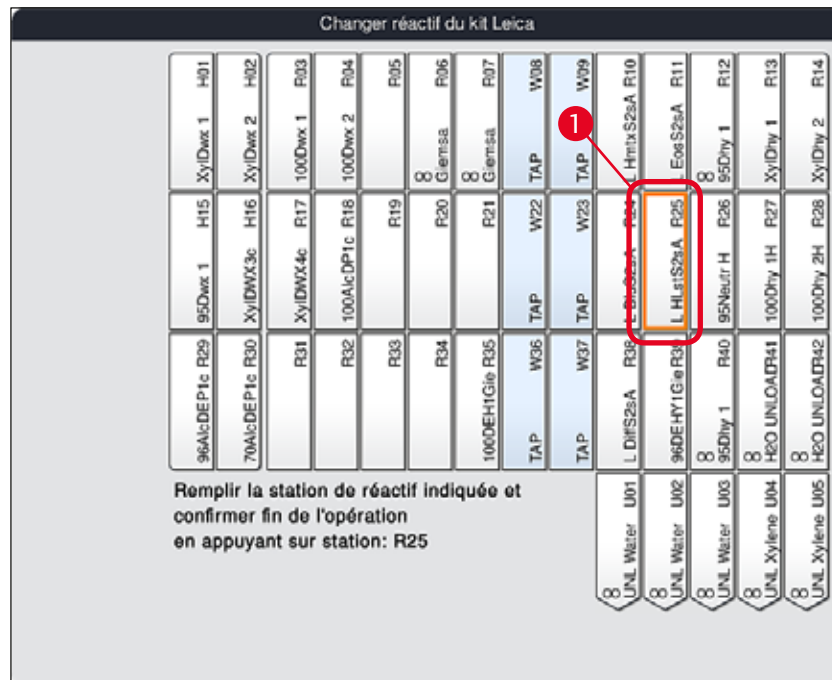 Changer réactif du kit Leica
XylDwx 1 H01
XylDwx 2 H02
100Dwx 1 R03
100Dwx 2 R04
R05
∞ Giemsa R06
∞ Giemsa R07
TAP W08
TAP W09
L HmtxS2sA R10
L EosS2sA R11
∞ 95Dhy 1 R12
XylDhy 1 R13
XylDhy 2 R14
1
95Dwx 1 H15
XylDWX3c H16
XylDWX4c R17
100AlcDP1c R18
R19
R20
R21
TAP W22
TAP W23
R24
L HLstS2sA R25
95Neutr H R26
100Dhy 1H R27
100Dhy 2H R28
96AlcDEP1c R29
70AlcDEP1c R30
R31
R32
R33
R34
100DEH1Gie R35
TAP W36
TAP W37
L DiffS2sA R38
96DEHY1Gie R39
∞ 95Dhy 1 R40
∞ H2O UNLOAD R41
∞ H2O UNLOAD R42
Remplir la station de réactif indiquée et
confirmer fin de l'opération
en appuyant sur station: R25
∞ UNL Water U01
∞ UNL Water U02
∞ UNL Water U03
∞ UNL Xylene U04
∞ UNL Xylene U05